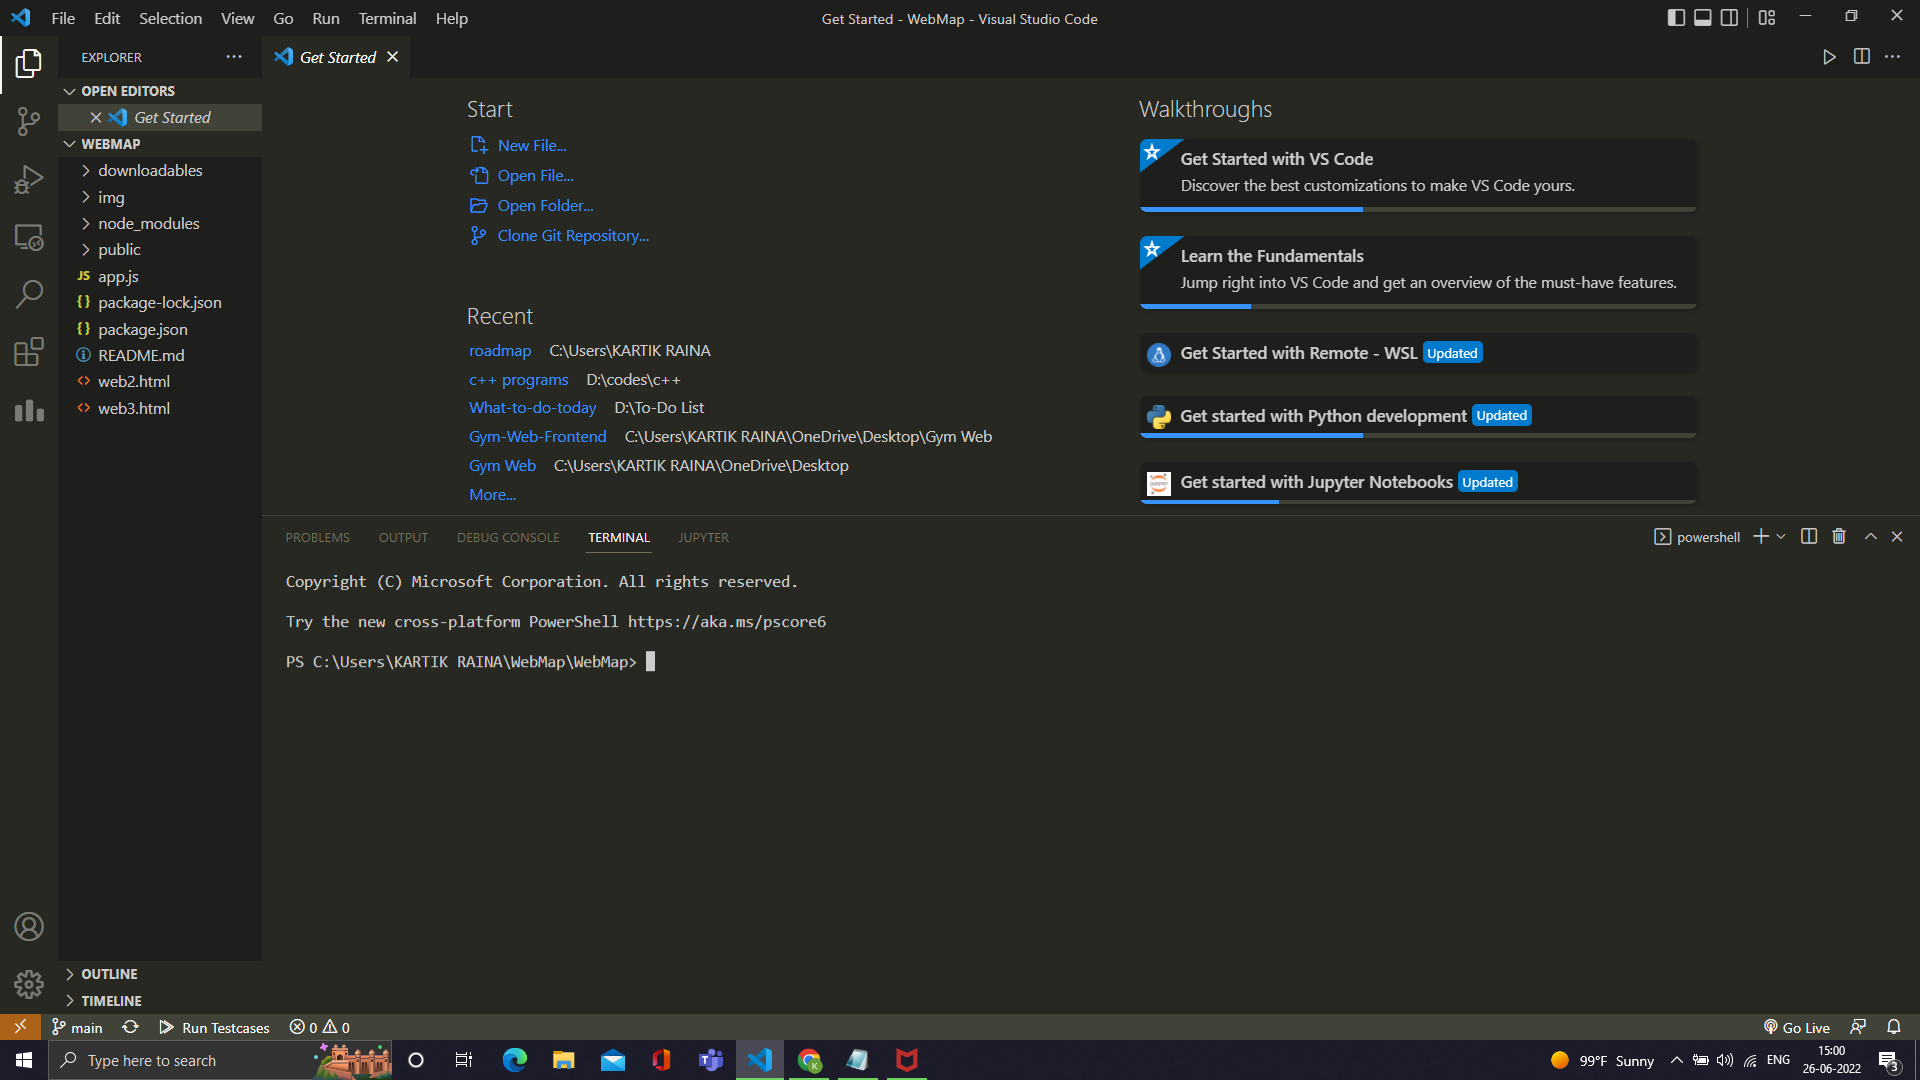 File Edit Selection View Go Run Terminal Help
Get Started - WebMap - Visual Studio Code
EXPLORER
Get Started
OPEN EDITORS
Get Started
WEBMAP
downloadables
img
node_modules
public
JS app.js
{} package-lock.json
{} package.json
README.md
<> web2.html
<> web3.html
OUTLINE
TIMELINE
Start
New File...
Open File...
Open Folder...
Clone Git Repository...
Recent
roadmap C:\Users\KARTIK RAINA
c++ programs D:\codes\c++
What-to-do-today D:\To-Do List
Gym-Web-Frontend C:\Users\KARTIK RAINA\OneDrive\Desktop\Gym Web
Gym Web C:\Users\KARTIK RAINA\OneDrive\Desktop
More...
Walkthroughs
Get Started with VS Code
Discover the best customizations to make VS Code yours.
Learn the Fundamentals
Jump right into VS Code and get an overview of the must-have features.
Get Started with Remote - WSL Updated
Get started with Python development Updated
Get started with Jupyter Notebooks Updated
PROBLEMS OUTPUT DEBUG CONSOLE TERMINAL JUPYTER
powershell
Copyright (C) Microsoft Corporation. All rights reserved.
Try the new cross-platform PowerShell https://aka.ms/pscore6
PS C:\Users\KARTIK RAINA\WebMap\WebMap>
main Run Testcases 0 0
Go Live
Type here to search
99°F Sunny ENG
15:00
26-06-2022
3